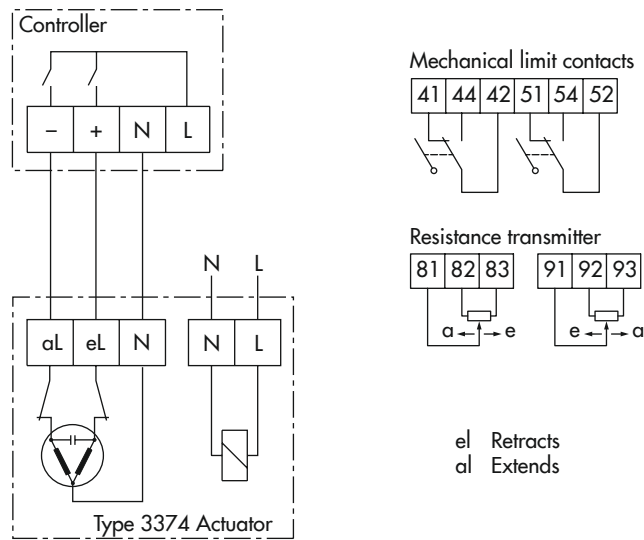 Controller
– + N L
N L
aL eL N N L
Type 3374 Actuator
Mechanical limit contacts
41 44 42 51 54 52
Resistance transmitter
81 82 83 91 92 93
a e e a
el Retracts
al Extends